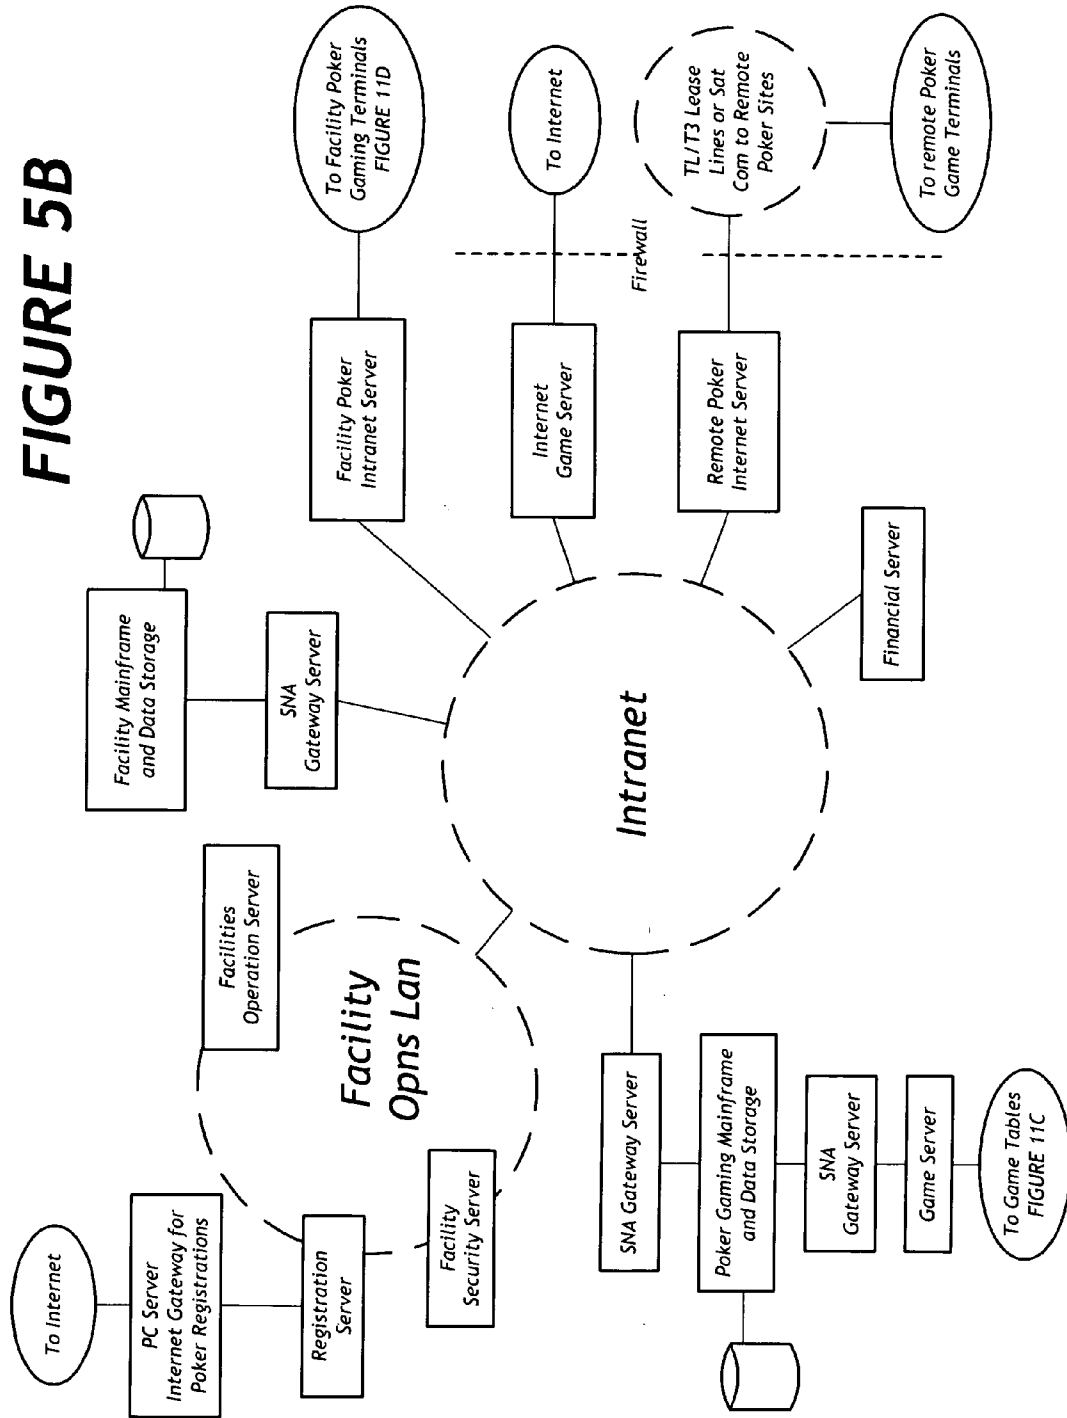 FIGURE 5B
To Internet
PC Server
Internet Gateway for
Poker Registrations
Registration
Server
Facility
Security Server
Facilities
Operation Server
Facility
Opns Lan
Facility Mainframe
and Data Storage
SNA
Gateway Server
Facility Poker
Intranet Server
To Facility Poker
Gaming Terminals
FIGURE 11D
Internet
Game Server
To Internet
Firewall
Remote Poker
Internet Server
TL/T3 Lease
Lines or Sat
Com to Remote
Poker Sites
To remote Poker
Game Terminals
Intranet
Financial Server
SNA Gateway Server
Poker Gaming Mainframe
and Data Storage
SNA
Gateway Server
Game Server
To Game Tables
FIGURE 11C